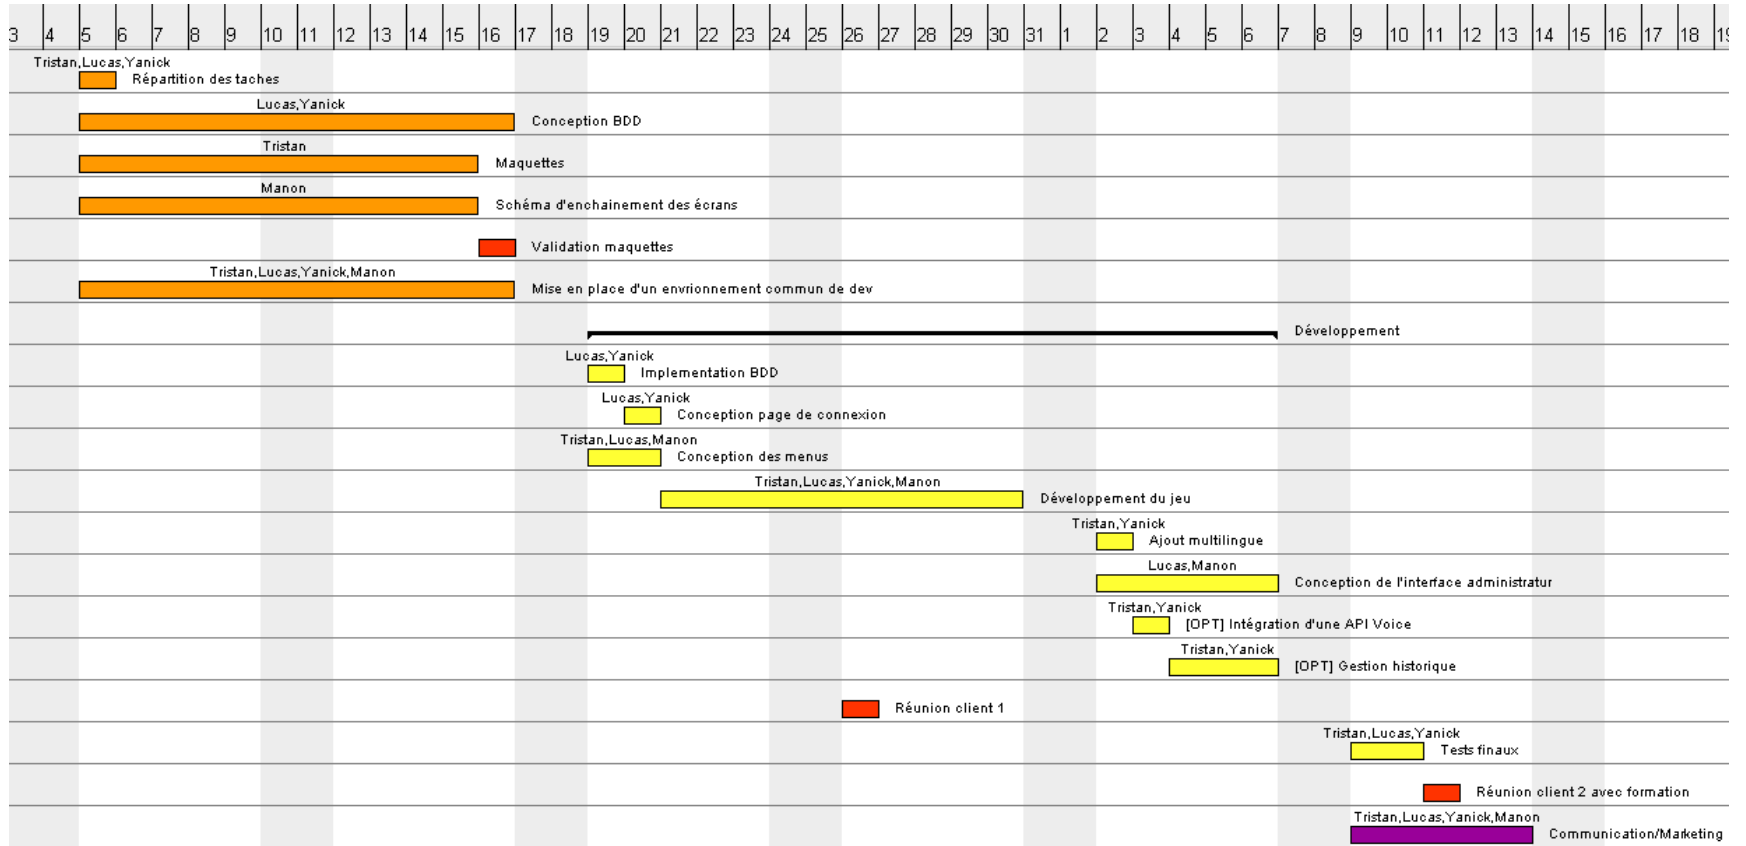 3 4 5 6 7 8 9 10 11 12 13 14 15 16 17 18 19 20 21 22 23 24 25 26 27 28 29 30 31 1 2 3 4 5 6 7 8 9 10 11 12 13 14 15 16 17 18 19
Tristan,Lucas,Yanick
Répartition des taches
Lucas,Yanick
Conception BDD
Tristan
Maquettes
Manon
Schéma d'enchainement des écrans
Validation maquettes
Tristan,Lucas,Yanick,Manon
Mise en place d'un envrionnement commun de dev
Développement
Lucas,Yanick
Implementation BDD
Lucas,Yanick
Conception page de connexion
Tristan,Lucas,Manon
Conception des menus
Tristan,Lucas,Yanick,Manon
Développement du jeu
Tristan,Yanick
Ajout multilingue
Lucas,Manon
Conception de l'interface administratur
Tristan,Yanick
[OPT] Intégration d'une API Voice
Tristan,Yanick
[OPT] Gestion historique
Réunion client 1
Tristan,Lucas,Yanick
Tests finaux
Réunion client 2 avec formation
Tristan,Lucas,Yanick,Manon
Communication/Marketing